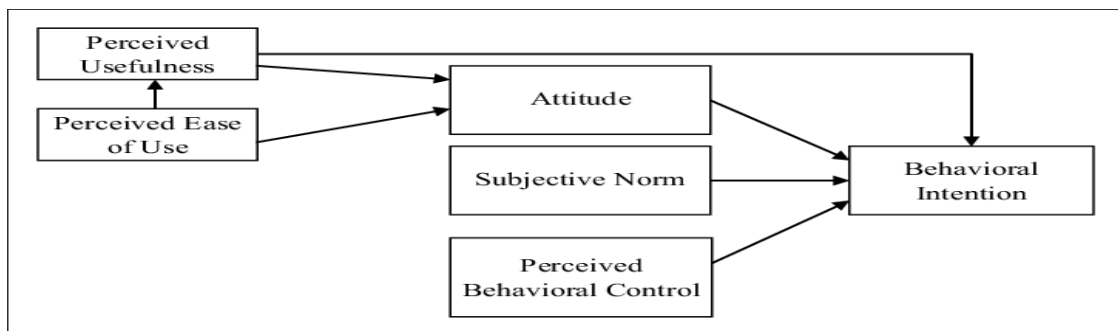 Perceived
Usefulness
Perceived Ease
of Use
Attitude
Subjective Norm
Perceived
Behavioral Control
Behavioral
Intention